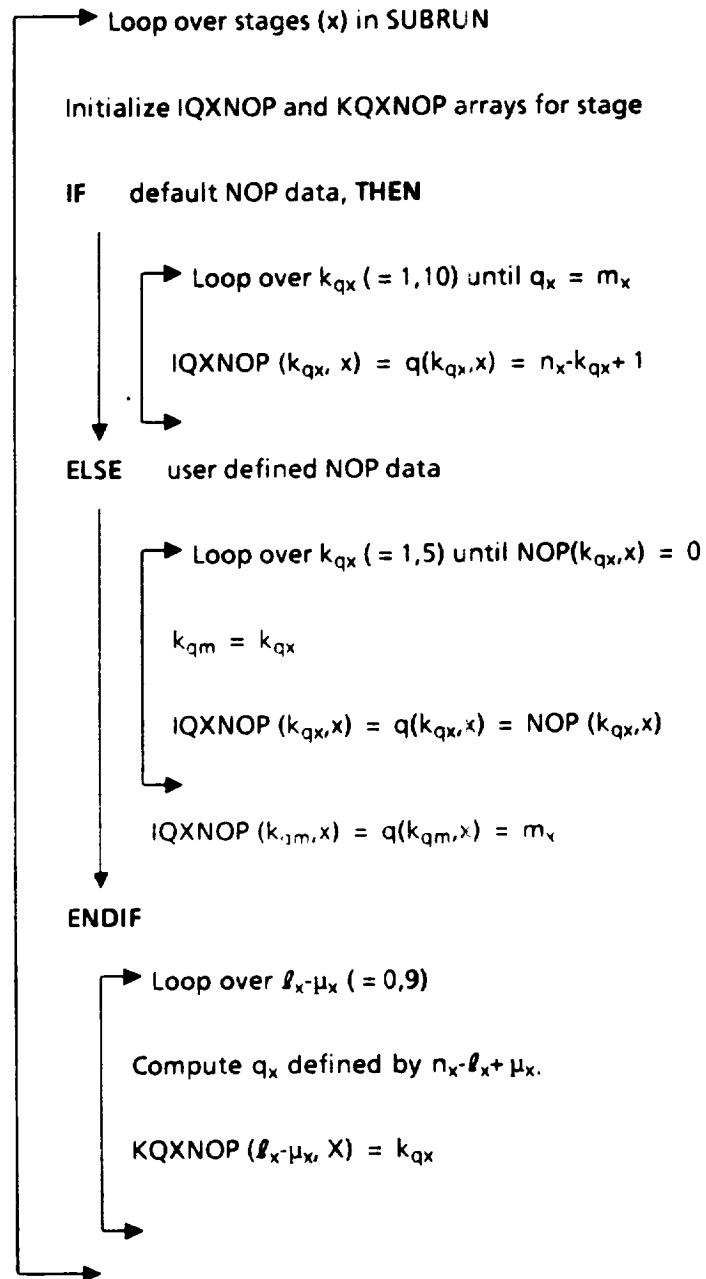 Loop over stages (x) in SUBRUN
Initialize IQXNOP and KQXNOP arrays for stage
IF default NOP data, THEN
Loop over k_qx ( = 1,10) until q_x = m_x
IQXNOP (k_qx, x) = q(k_qx,x) = n_x-k_qx+ 1
ELSE user defined NOP data
Loop over k_qx ( = 1,5) until NOP(k_qx,x) = 0
k_qm = k_qx
IQXNOP (k_qx,x) = q(k_qx,x) = NOP (k_qx,x)
IQXNOP (k_qm,x) = q(k_qm,x) = m_x
ENDIF
Loop over ℓ_x-μ_x ( = 0,9)
Compute q_x defined by n_x-ℓ_x+ μ_x.
KQXNOP (ℓ_x-μ_x, X) = k_qx